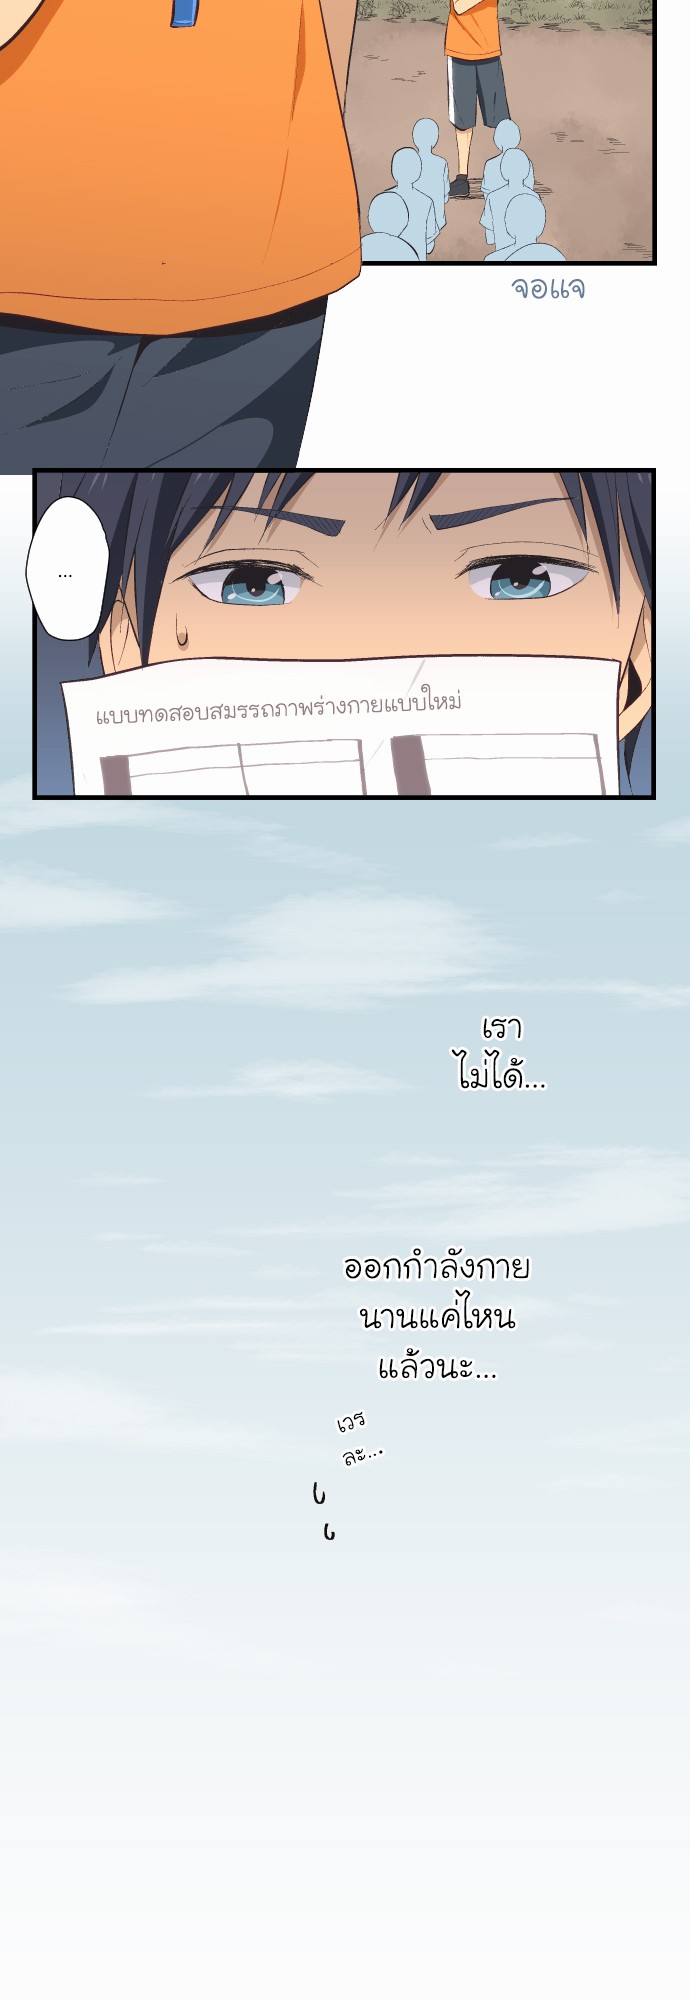 จอแจ
...
แบบทดสอบสมรรถภาพร่างกายแบบใหม่
เรา
ไม่ได้...
ออกกำลังกาย
นานแค่ไหน
แล้วนะ...
เวร
ละ...